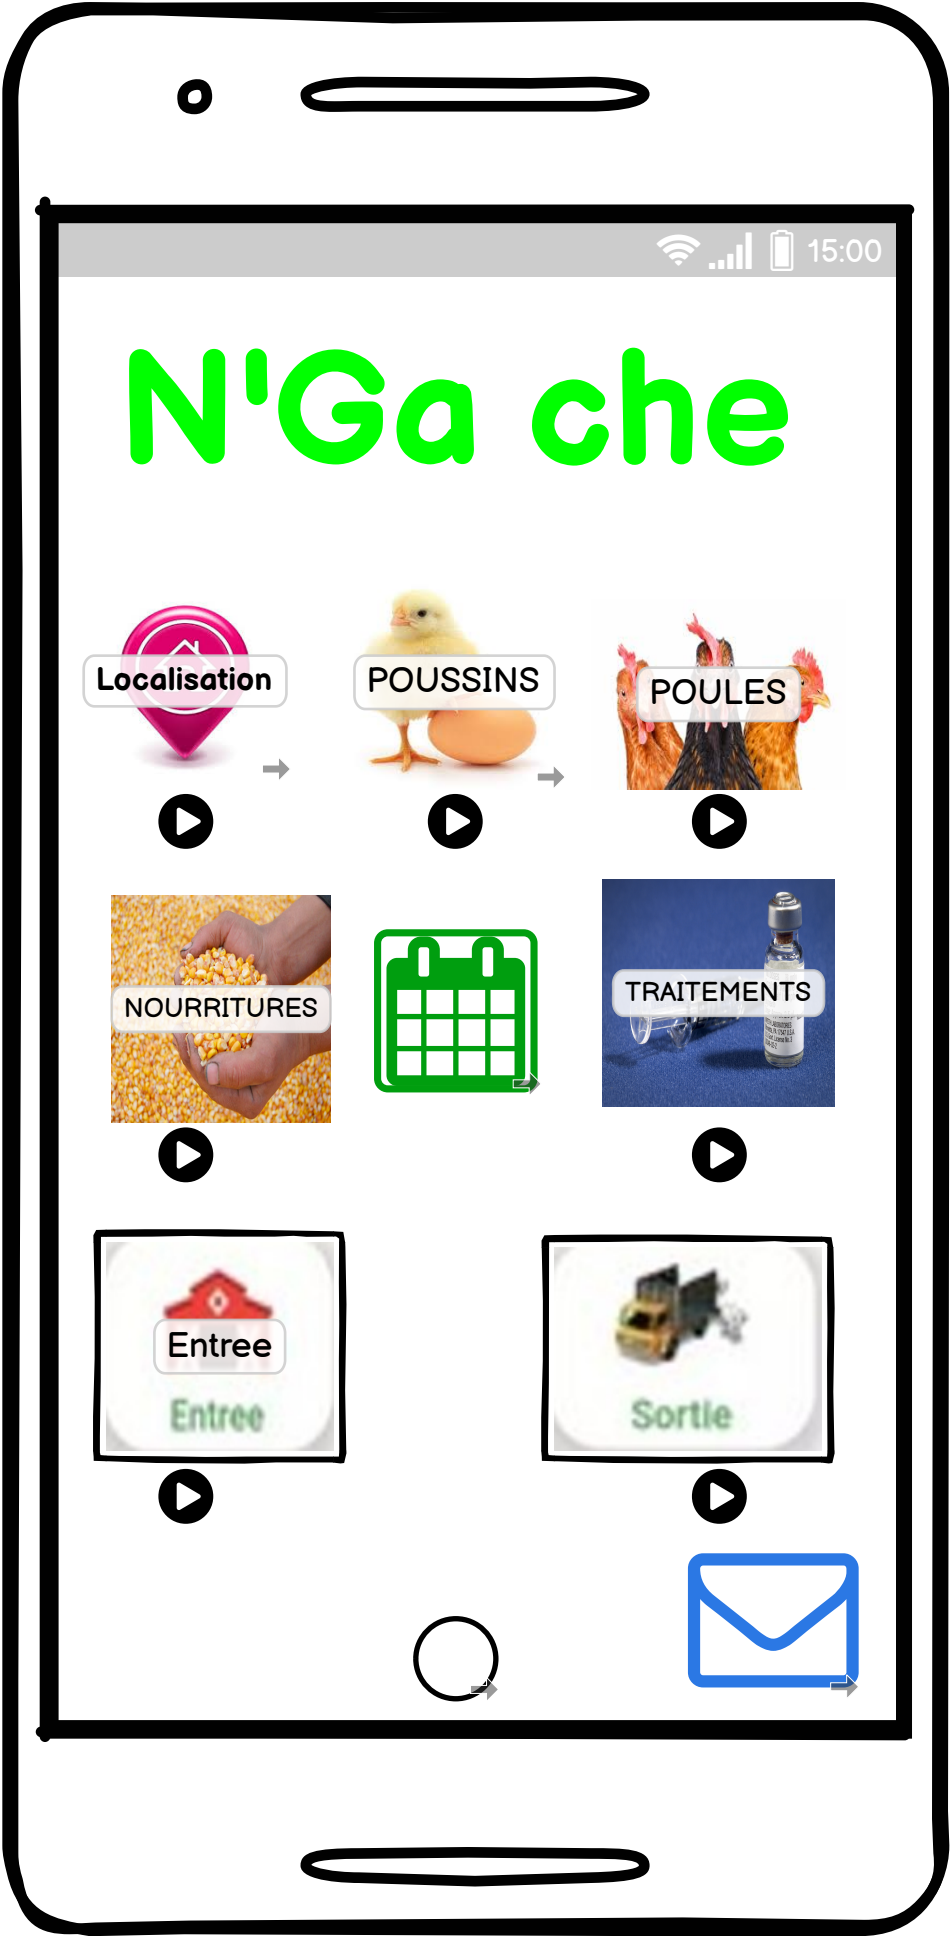 15:00
N'Ga che
Localisation
POUSSINS
POULES
NOURRITURES
TRAITEMENTS
Entree
Entree
Sortie